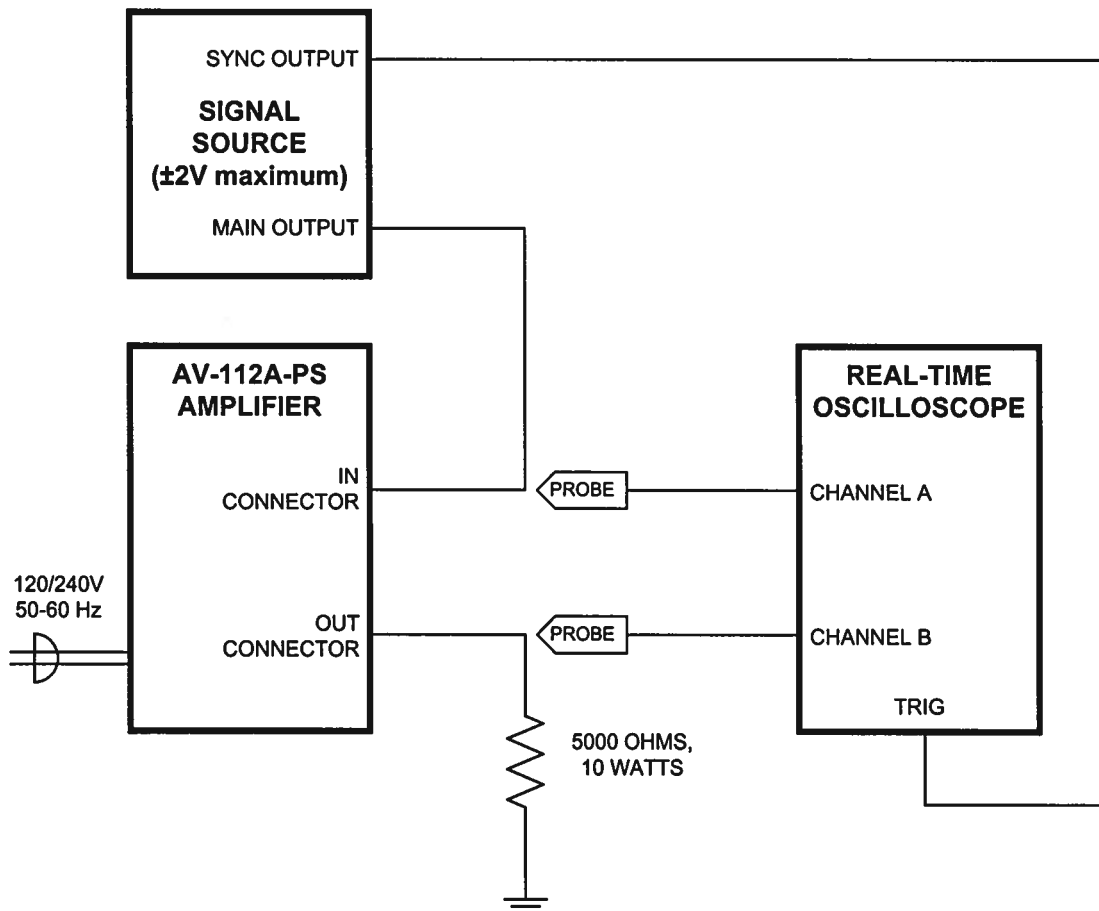 SYNC OUTPUT
SIGNAL
SOURCE
(±2V maximum)
MAIN OUTPUT
AV-112A-PS
AMPLIFIER
IN
CONNECTOR
OUT
CONNECTOR
120/240V
50-60 Hz
PROBE
PROBE
5000 OHMS,
10 WATTS
REAL-TIME
OSCILLOSCOPE
CHANNEL A
CHANNEL B
TRIG